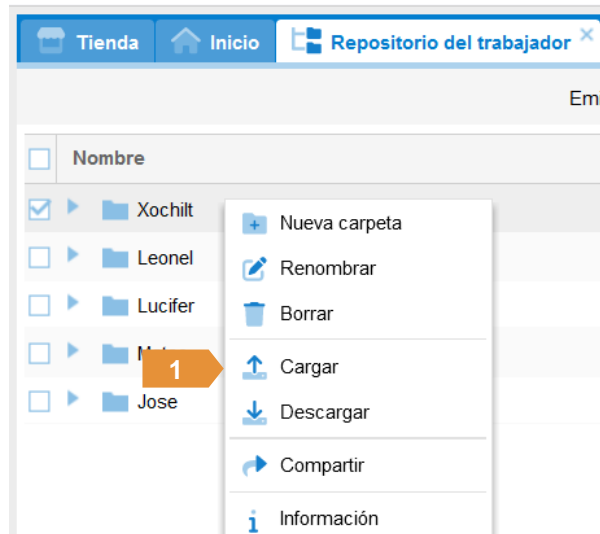 Tienda Inicio Repositorio del trabajador
Nombre
Xochilt
Leonel
Lucifer
Jose
Nueva carpeta
Renombrar
Borrar
1 Cargar
Descargar
Compartir
Información